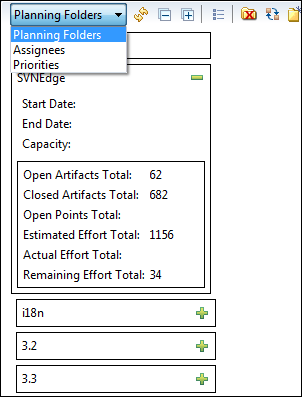 Planning Folders
Planning Folders
Assignees
Priorities
SVNEdge
Start Date:
End Date:
Capacity:
Open Artifacts Total: 62
Closed Artifacts Total: 682
Open Points Total:
Estimated Effort Total: 1156
Actual Effort Total:
Remaining Effort Total: 34
i18n
3.2
3.3